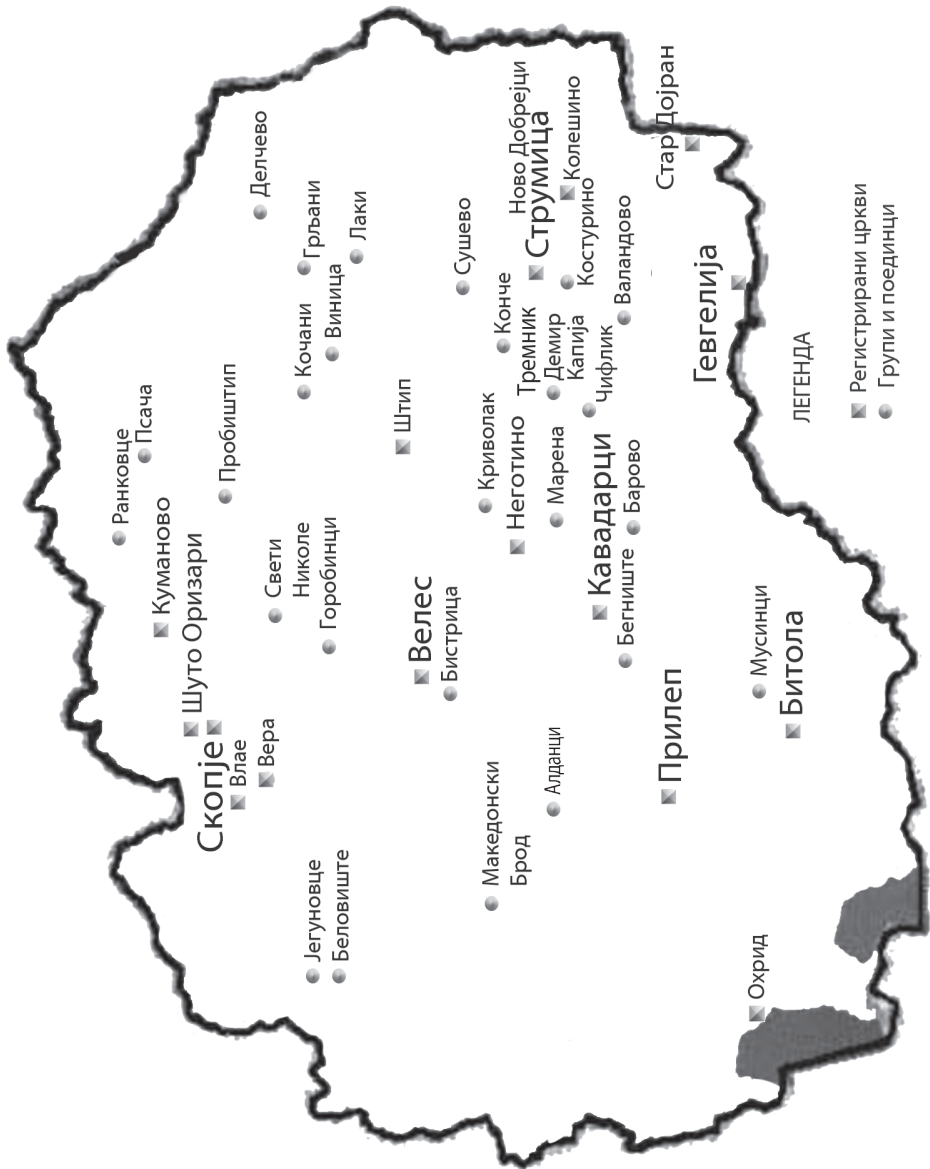 Ранковце
Псача
Куманово
Шуто Оризари
Скопје
Влае
Вера
Пробиштип
Делчево
Свети
Николе
Горобинци
Кочани
Грљани
Виница
Лаки
Јегуновце
Беловиште
Штип
Велес
Бистрица
Сушево
Криволак
Конче
Неготино
Ново Добрејци
Струмица
Колешино
Костурино
Тремник
Демир
Капија
Марена
Чифлик
Валандово
Македонски
Брод
Алданци
Кавадарци
Бегниште
Барово
Прилеп
Стар Дојран
Гевгелија
Мусинци
Битола
Охрид
ЛЕГЕНДА
Регистрирани цркви
Групи и поединци